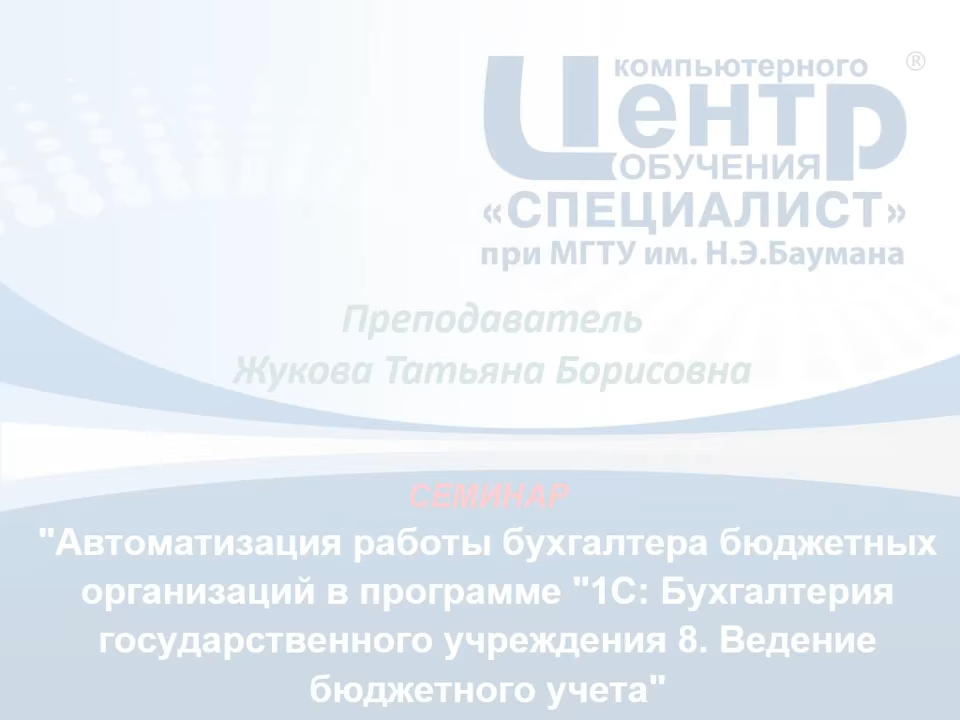 компьютерного ®
Центр
ОБУЧЕНИЯ
«СПЕЦИАЛИСТ»
при МГТУ им. Н.Э.Баумана
Преподаватель
Жукова Татьяна Борисовна
СЕМИНАР
"Автоматизация работы бухгалтера бюджетных
организаций в программе "1С: Бухгалтерия
государственного учреждения 8. Ведение
бюджетного учета"